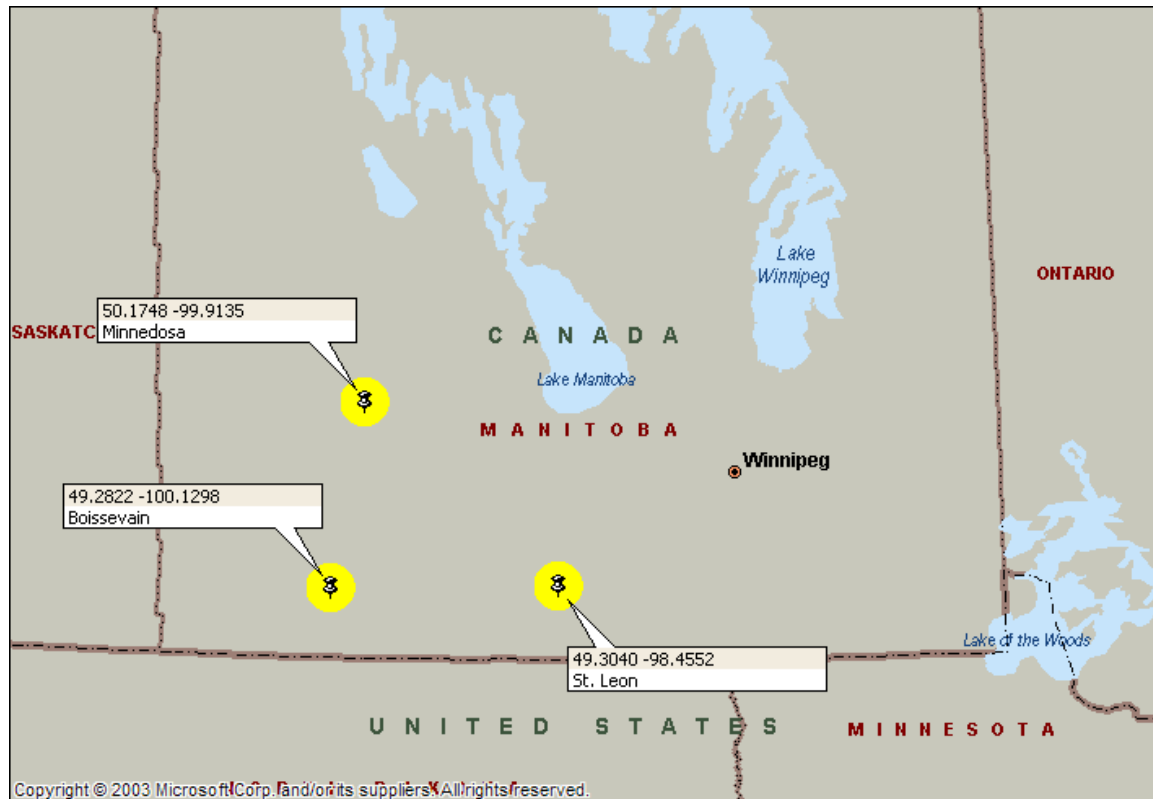 Lake
Winnipeg
ONTARIO
50.1748 -99.9135
Minnedosa
SASKATC
CANADA
Lake Manitoba
MANITOBA
Winnipeg
49.2822 -100.1298
Boissevain
Lake of the Woods
49.3040 -98.4552
St. Leon
UNITED STATES
MINNESOTA
Copyright © 2003 Microsoft Corp. and/or its suppliers. All rights reserved.